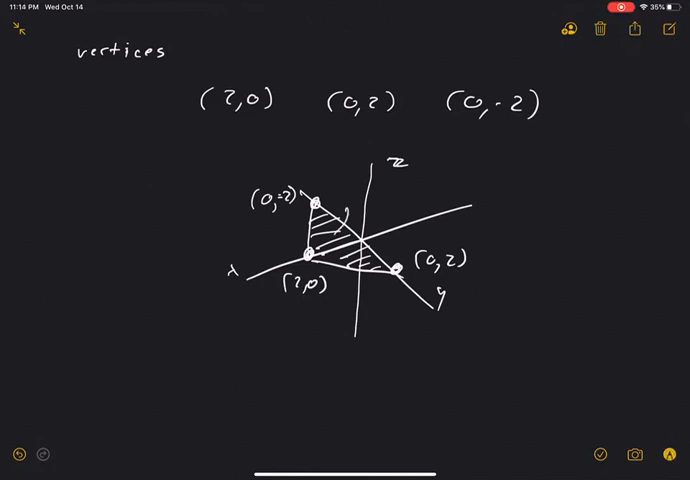 11:14 PM Wed Oct 14 35%
vertices
(2,0) (0,2) (0,-2)
z
(0,-2)
(0,2)
x
(2,0)
y